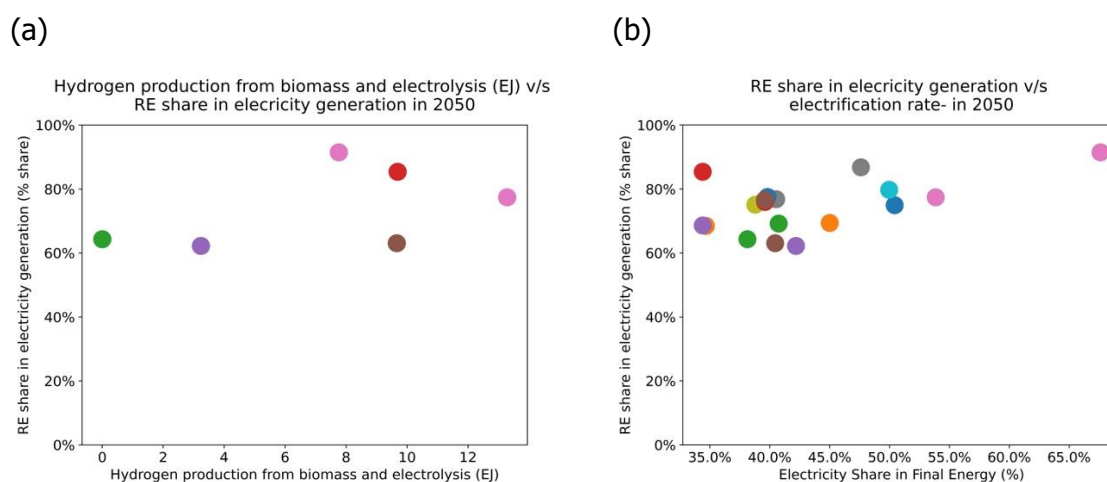 (a)
Hydrogen production from biomass and electrolysis (EJ) v/s
RE share in elecricity generation in 2050
RE share in electricity generation (% share)
100%
80%
60%
40%
20%
0%
0 2 4 6 8 10 12
Hydrogen production from biomass and electrolysis (EJ)
(b)
RE share in elecricity generation v/s
electrification rate- in 2050
RE share in electricity generation (% share)
100%
80%
60%
40%
20%
0%
35.0% 40.0% 45.0% 50.0% 55.0% 60.0% 65.0%
Electricity Share in Final Energy (%)